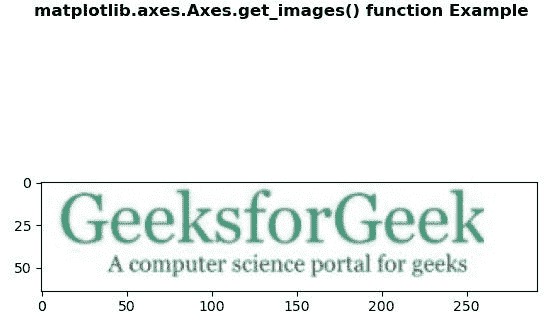 matplotlib.axes.Axes.get_images() function Example
0
25
50
GeeksforGeek
A computer science portal for geeks
0 50 100 150 200 250